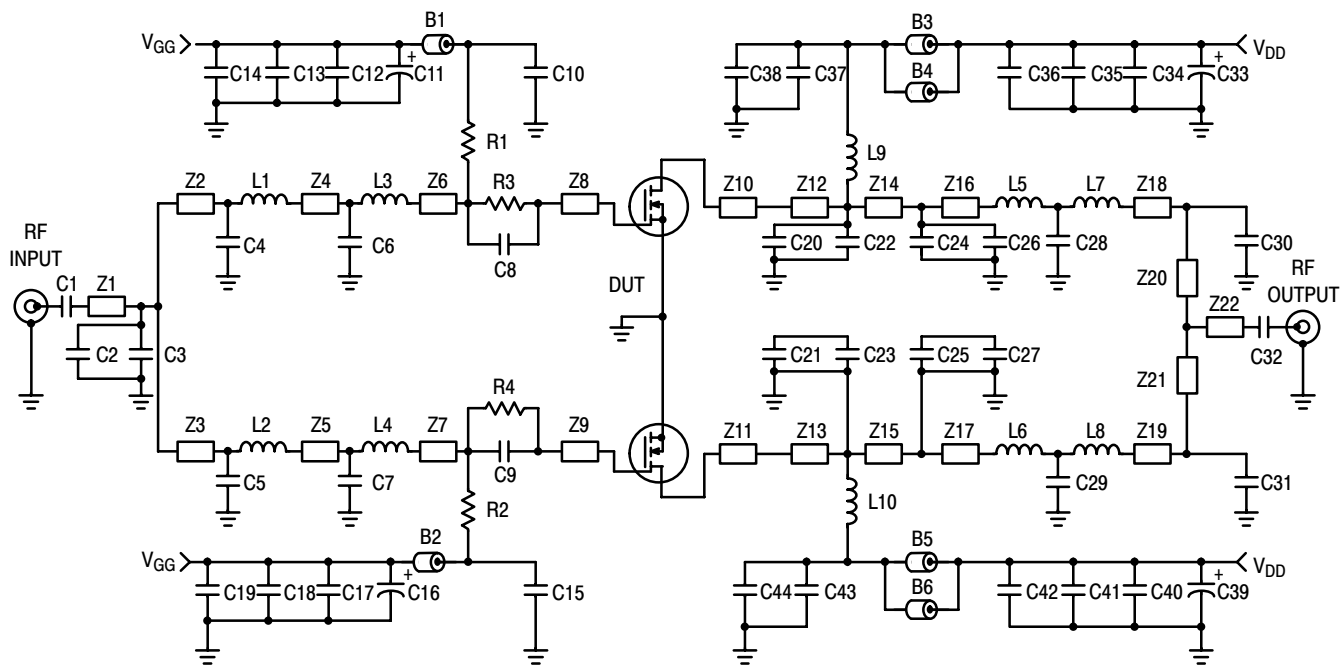 B1
B3
VGG
VDD
C14
C13
C12
+
C11
C10
C38
C37
B4
C36
C35
C34
+
C33
R1
L9
Z2
L1
Z4
L3
Z6
R3
Z8
Z10
Z12
Z14
Z16
L5
L7
Z18
RF
INPUT
C4
C6
C8
C20
C22
C24
C26
C28
C30
C1
Z1
DUT
Z20
RF
OUTPUT
Z22
C2
C3
C21
C23
C25
C27
C32
Z21
R4
Z3
L2
Z5
L4
Z7
Z9
Z11
Z13
Z15
Z17
L6
L8
Z19
C5
C7
C9
C29
C31
R2
L10
B2
B5
VGG
VDD
C19
C18
C17
+
C16
C15
C44
C43
B6
C42
C41
C40
+
C39